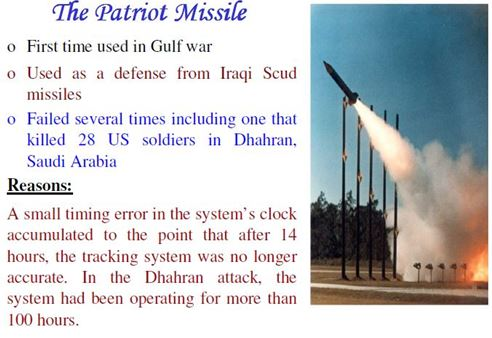 The Patriot Missile
o First time used in Gulf war
o Used as a defense from Iraqi Scud
missiles
o Failed several times including one that
killed 28 US soldiers in Dhahran,
Saudi Arabia
Reasons:
A small timing error in the system's clock
accumulated to the point that after 14
hours, the tracking system was no longer
accurate. In the Dhahran attack, the
system had been operating for more than
100 hours.